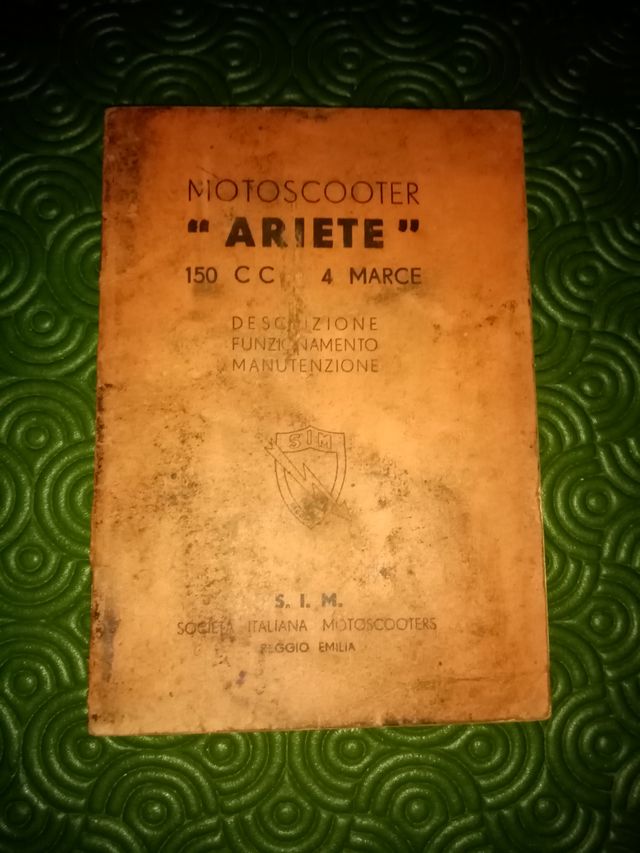 MOTOSCOOTER
" ARIETE "
150 CC 4 MARCE
DESCRIZIONE
FUNZIONAMENTO
MANUTENZIONE
SIM
S. I. M.
SOCIETÀ ITALIANA MOTOSCOOTERS
REGGIO EMILIA